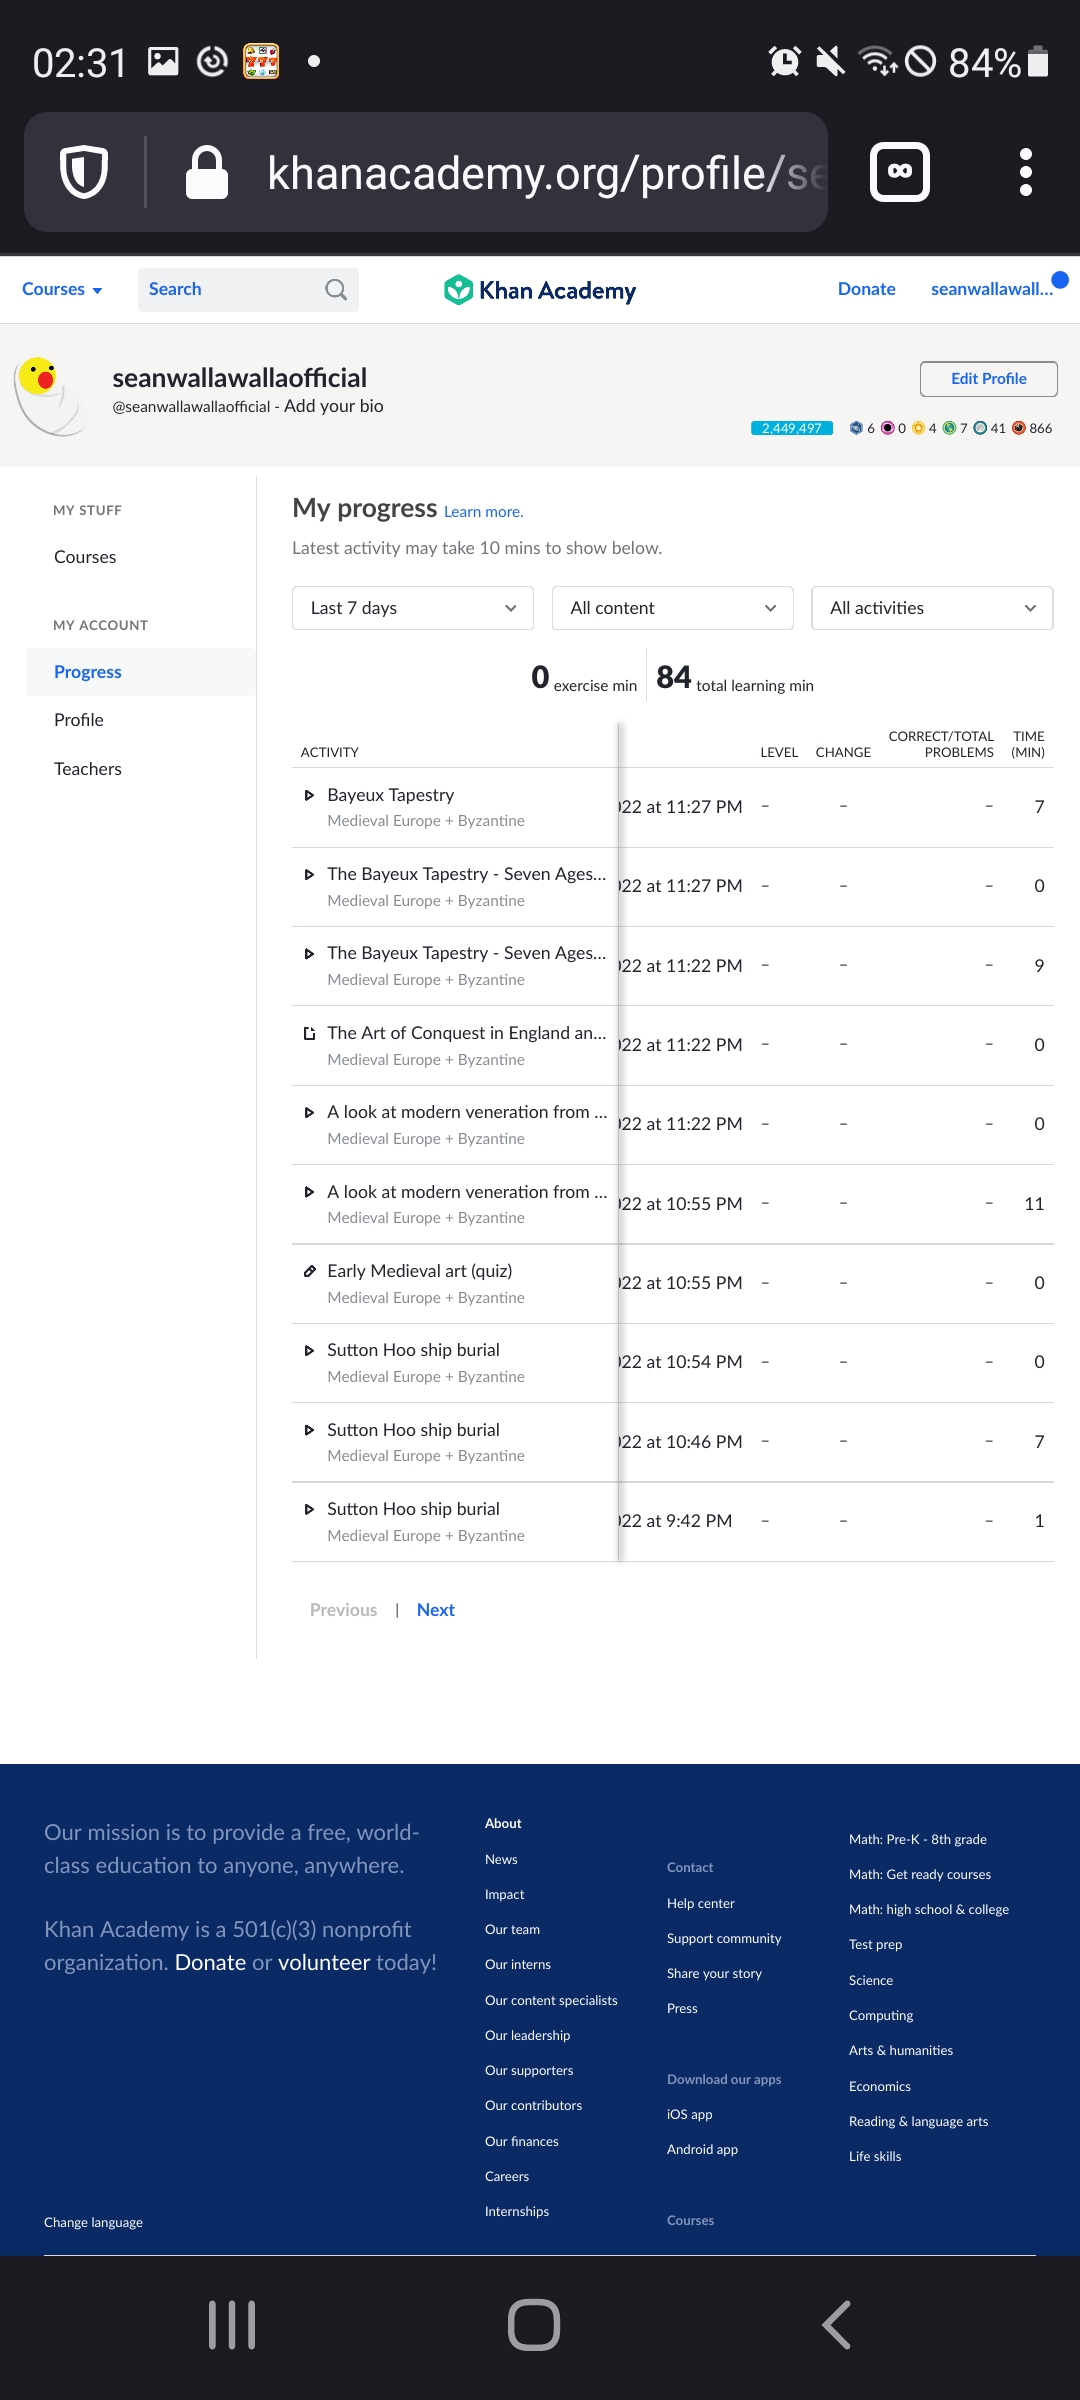 02:31
84%
khanacademy.org/profile/se
Courses
Search
Khan Academy
Donate
seanwallawall...
seanwallawallaofficial
@seanwallawallaofficial - Add your bio
Edit Profile
2,449,497 6 0 4 7 41 866
MY STUFF
Courses
MY ACCOUNT
Progress
Profile
Teachers
My progress Learn more.
Latest activity may take 10 mins to show below.
Last 7 days
All content
All activities
0 exercise min
84 total learning min
ACTIVITY LEVEL CHANGE CORRECT/TOTAL PROBLEMS TIME (MIN)
Bayeux Tapestry
Medieval Europe + Byzantine
022 at 11:27 PM – – – 7
The Bayeux Tapestry - Seven Ages...
Medieval Europe + Byzantine
022 at 11:27 PM – – – 0
The Bayeux Tapestry - Seven Ages...
Medieval Europe + Byzantine
022 at 11:22 PM – – – 9
The Art of Conquest in England an...
Medieval Europe + Byzantine
022 at 11:22 PM – – – 0
A look at modern veneration from ...
Medieval Europe + Byzantine
022 at 11:22 PM – – – 0
A look at modern veneration from ...
Medieval Europe + Byzantine
022 at 10:55 PM – – – 11
Early Medieval art (quiz)
Medieval Europe + Byzantine
022 at 10:55 PM – – – 0
Sutton Hoo ship burial
Medieval Europe + Byzantine
022 at 10:54 PM – – – 0
Sutton Hoo ship burial
Medieval Europe + Byzantine
022 at 10:46 PM – – – 7
Sutton Hoo ship burial
Medieval Europe + Byzantine
022 at 9:42 PM – – – 1
Previous | Next
Our mission is to provide a free, world-
class education to anyone, anywhere.
Khan Academy is a 501(c)(3) nonprofit
organization. Donate or volunteer today!
About
News
Impact
Our team
Our interns
Our content specialists
Our leadership
Our supporters
Our contributors
Our finances
Careers
Internships
Contact
Help center
Support community
Share your story
Press
Download our apps
iOS app
Android app
Courses
Math: Pre-K - 8th grade
Math: Get ready courses
Math: high school & college
Test prep
Science
Computing
Arts & humanities
Economics
Reading & language arts
Life skills
Change language